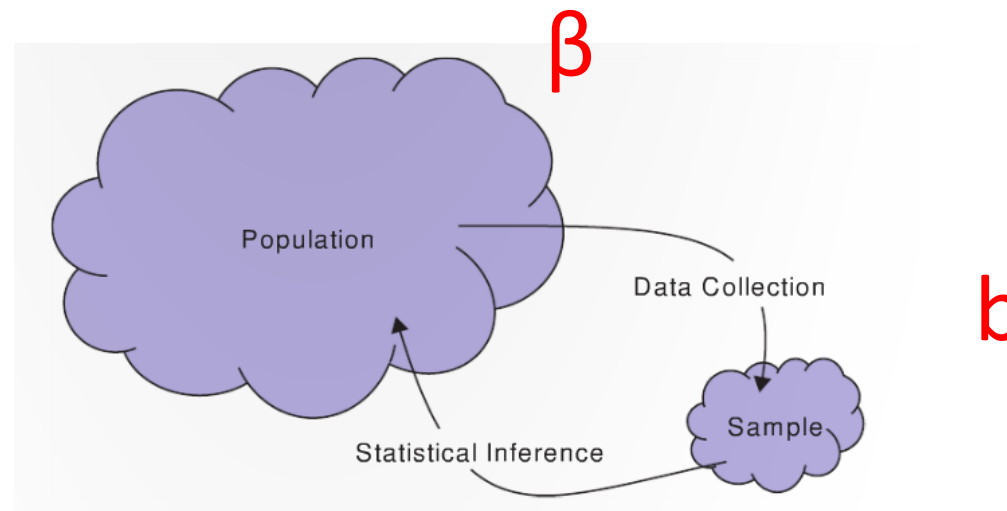 β
Population
Data Collection
b
Sample
Statistical Inference